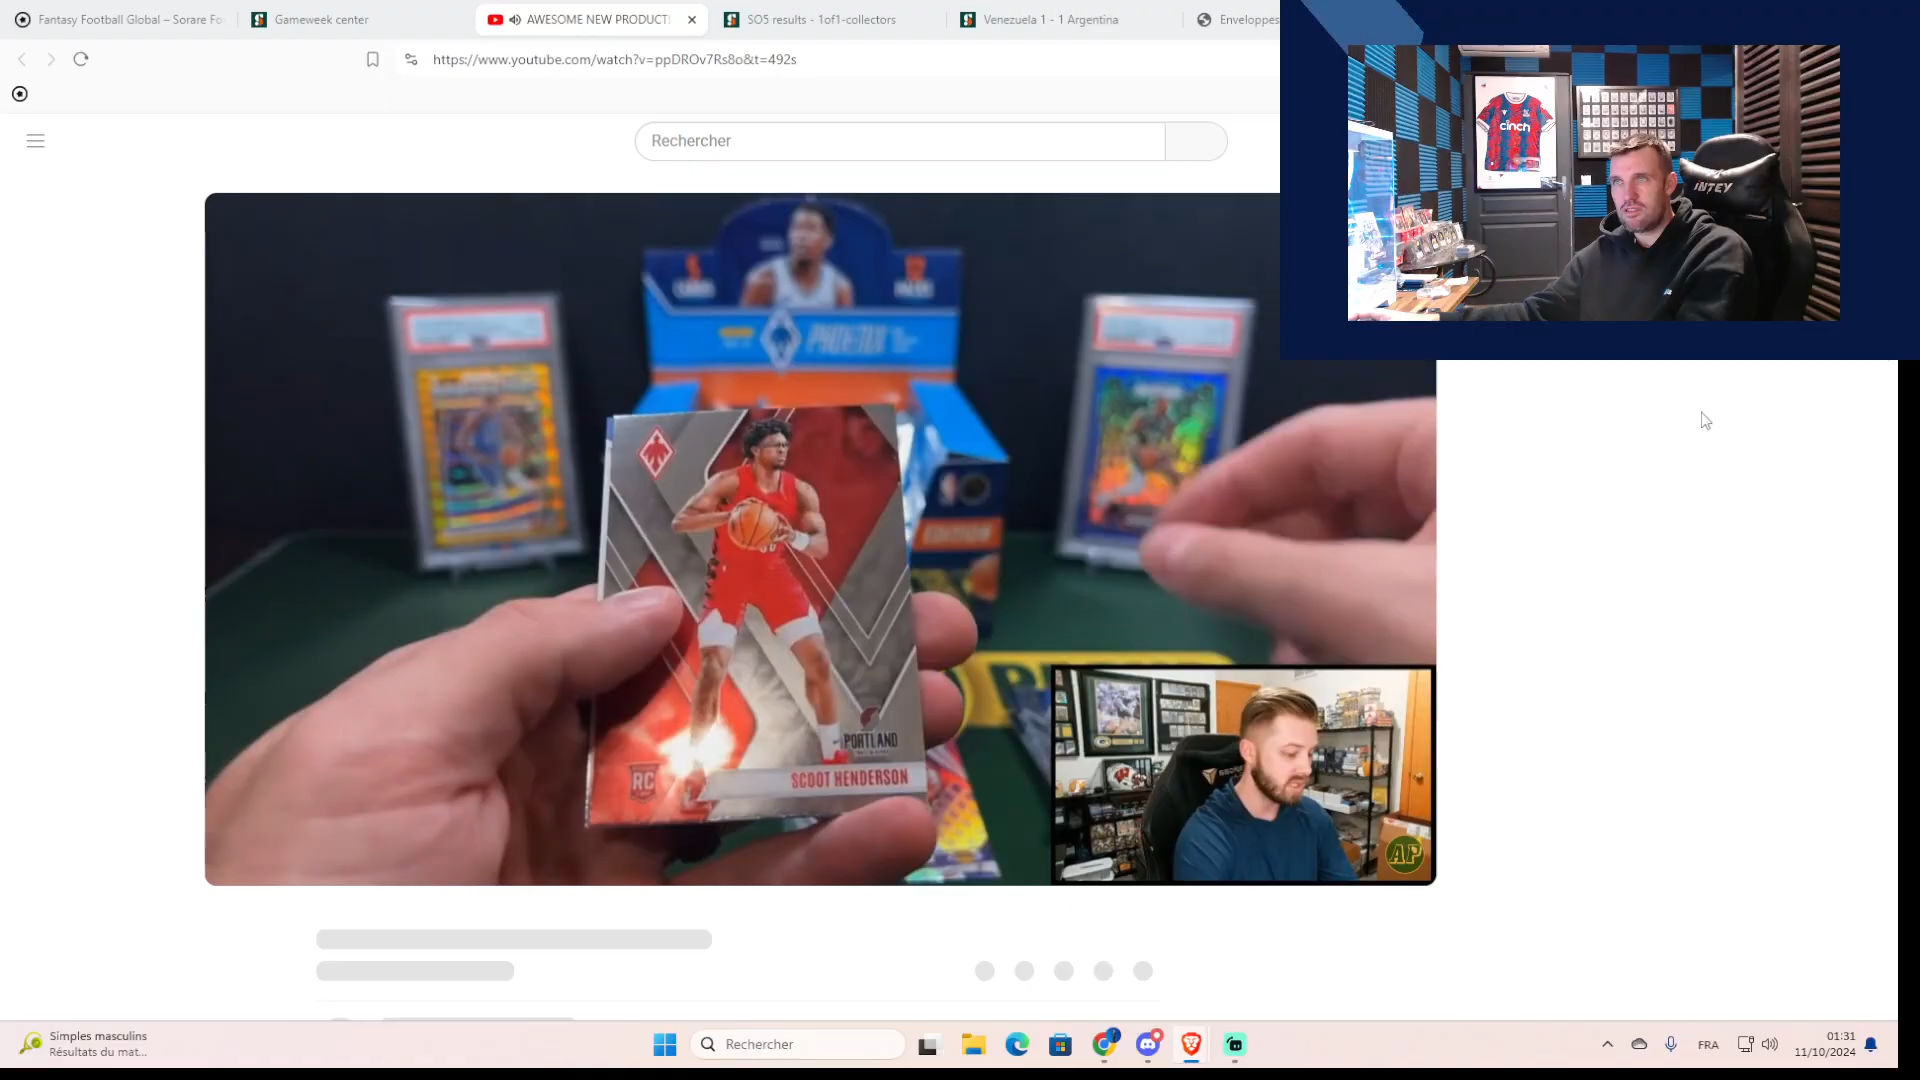 Fantasy Football Global – Sorare Fo
Gameweek center
AWESOME NEW PRODUCT!
SO5 results - 1of1-collectors
Venezuela 1 - 1 Argentina
Enveloppes
https://www.youtube.com/watch?v=ppDROv7Rs8o&t=492s
Rechercher
cinch
INTEY
PHOENIX
EDITION
PORTLAND
RC
SCOOT HENDERSON
AP
Simples masculins
Résultats du mat...
Rechercher
FRA
01:31
11/10/2024